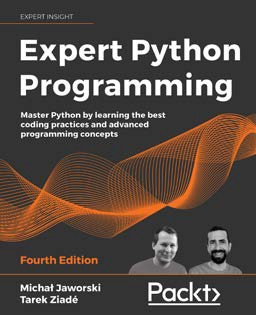 EXPERT INSIGHT
Expert Python
Programming
Master Python by learning the best
coding practices and advanced
programming concepts
Fourth Edition
Michał Jaworski
Tarek Ziadé
Packt>